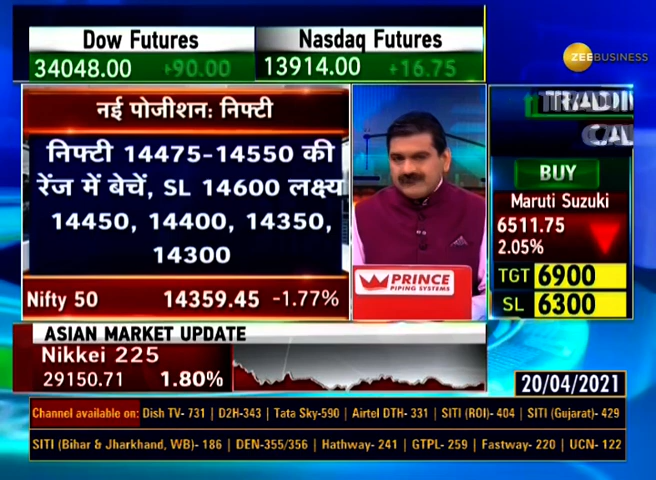 Dow Futures
34048.00 +90.00
Nasdaq Futures
13914.00 +16.75
ZEE BUSINESS
नई पोजीशन: निफ्टी
निफ्टी 14475-14550 की
रेंज में बेचें, SL 14600 लक्ष्य
14450, 14400, 14350,
14300
Nifty 50 14359.45 -1.77%
PRINCE
PIPING SYSTEMS
BUY
Maruti Suzuki
6511.75
2.05%
TGT 6900
SL 6300
ASIAN MARKET UPDATE
Nikkei 225
29150.71 1.80%
20/04/2021
Channel available on: Dish TV- 731 | D2H-343 | Tata Sky-590 | Airtel DTH- 331 | SITI (ROI)- 404 | SITI (Gujarat)- 429
SITI (Bihar & Jharkhand, WB)- 186 | DEN-355/356 | Hathway- 241 | GTPL- 259 | Fastway- 220 | UCN- 122